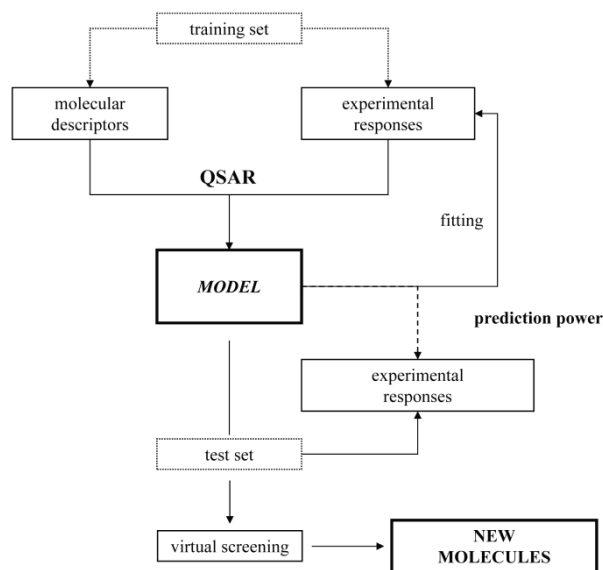 training set
molecular
descriptors
experimental
responses
QSAR
fitting
MODEL
prediction power
experimental
responses
test set
virtual screening
NEW
MOLECULES